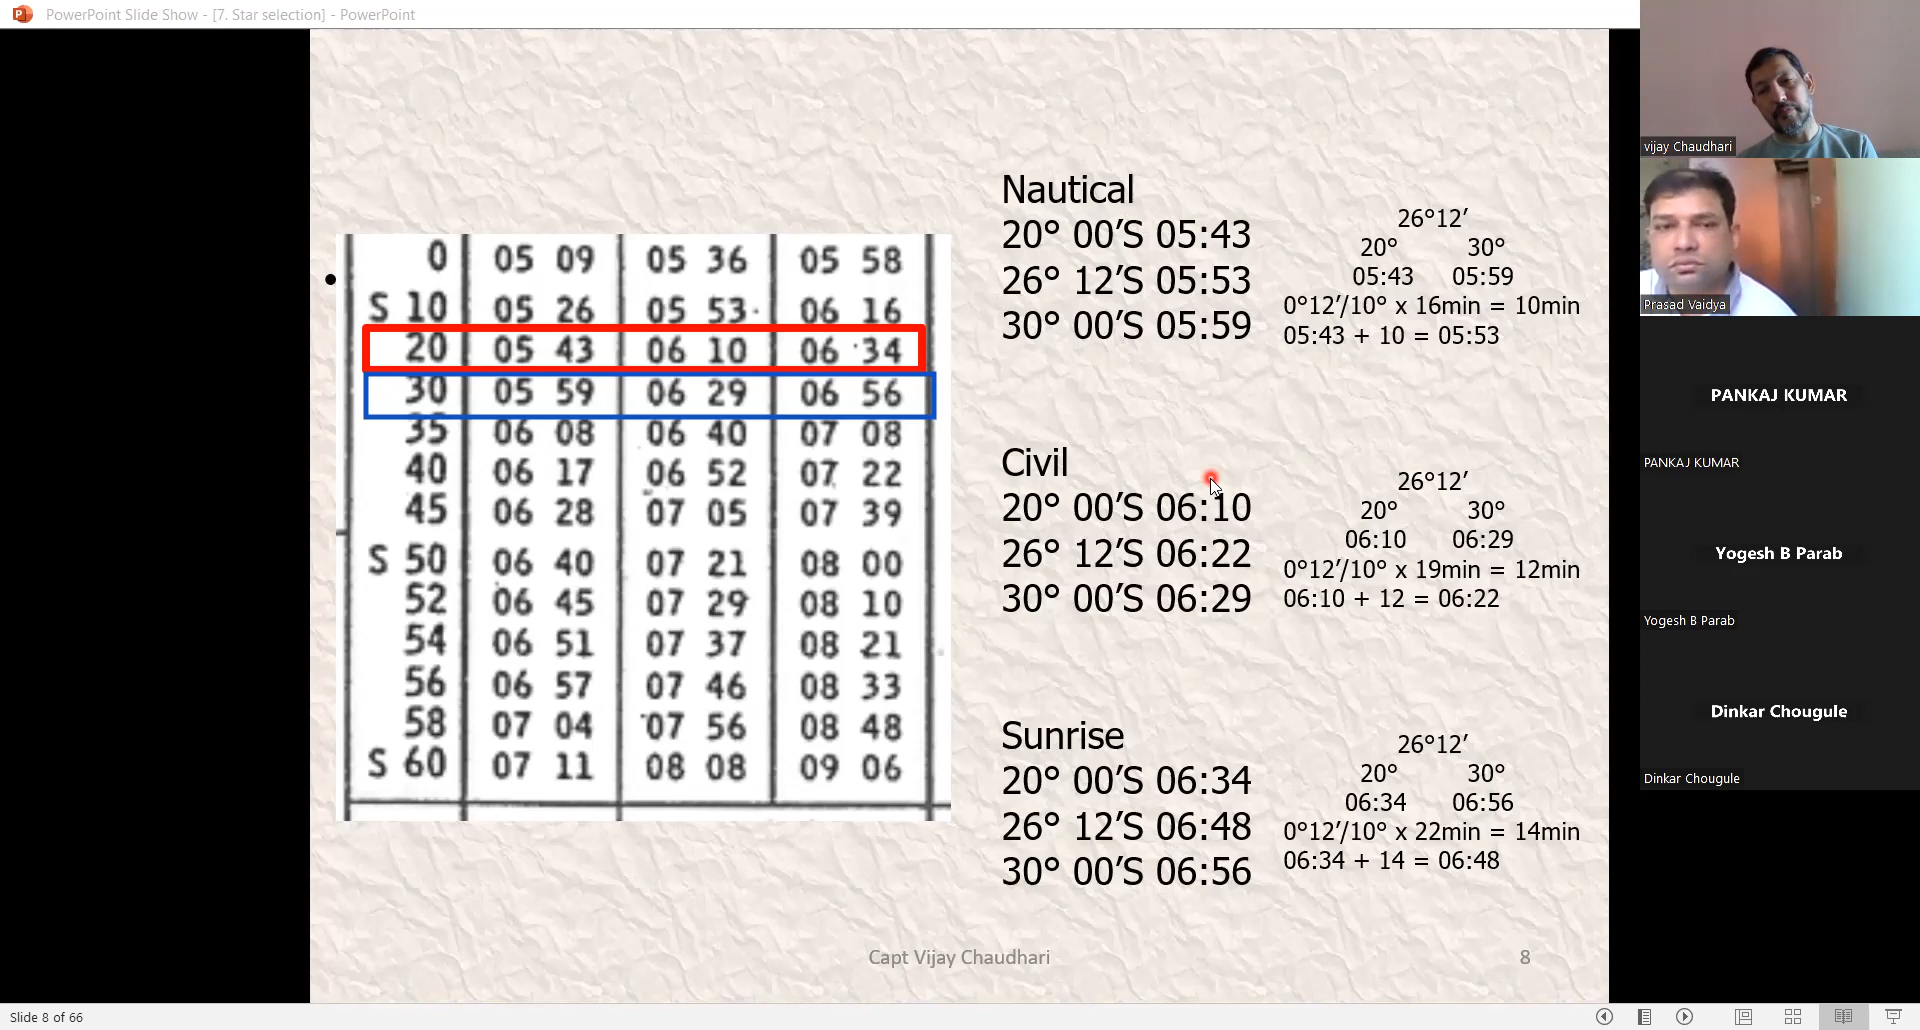 PowerPoint Slide Show - [7. Star selection] - PowerPoint
0 05 09 05 36 05 58
S 10 05 26 05 53 06 16
20 05 43 06 10 06 34
30 05 59 06 29 06 56
35 06 08 06 40 07 08
40 06 17 06 52 07 22
45 06 28 07 05 07 39
S 50 06 40 07 21 08 00
52 06 45 07 29 08 10
54 06 51 07 37 08 21
56 06 57 07 46 08 33
58 07 04 07 56 08 48
S 60 07 11 08 08 09 06
Nautical
20° 00’S 05:43
26° 12’S 05:53
30° 00’S 05:59
26°12’
20° 30°
05:43 05:59
0°12’/10° x 16min = 10min
05:43 + 10 = 05:53
Civil
20° 00’S 06:10
26° 12’S 06:22
30° 00’S 06:29
26°12’
20° 30°
06:10 06:29
0°12’/10° x 19min = 12min
06:10 + 12 = 06:22
Sunrise
20° 00’S 06:34
26° 12’S 06:48
30° 00’S 06:56
26°12’
20° 30°
06:34 06:56
0°12’/10° x 22min = 14min
06:34 + 14 = 06:48
Capt Vijay Chaudhari
8
vijay Chaudhari
Prasad Vaidya
PANKAJ KUMAR
PANKAJ KUMAR
Yogesh B Parab
Yogesh B Parab
Dinkar Chougule
Dinkar Chougule
Slide 8 of 66